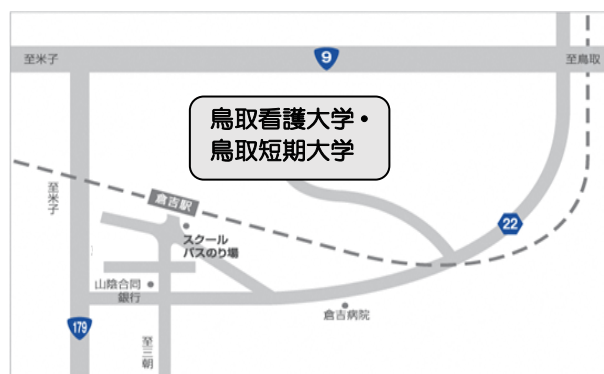 至米子
9
至鳥取
鳥取看護大学・
鳥取短期大学
至米子
倉吉駅
スクール
バスのり場
22
山陰合同
銀行
倉吉病院
179
至三朝